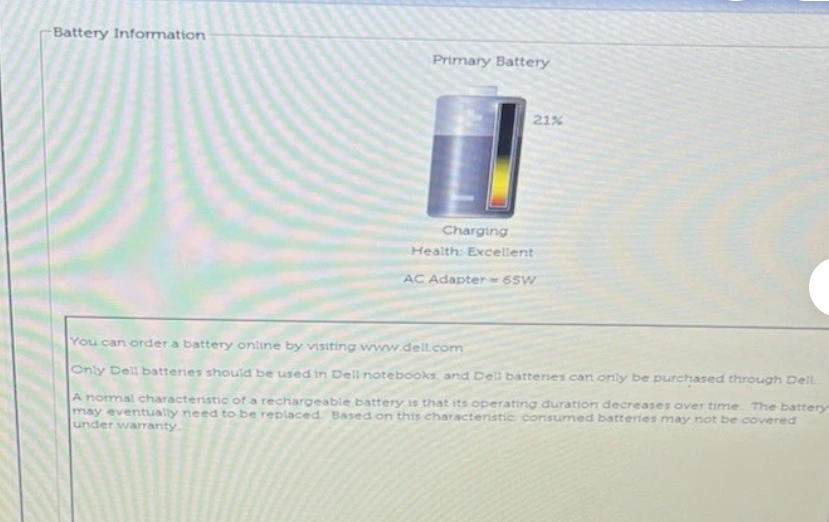 Battery Information
Primary Battery
21%
Charging
Health: Excellent
AC Adapter = 65W
You can order a battery online by visiting www.dell.com
Only Dell batteries should be used in Dell notebooks, and Dell batteries can only be purchased through Dell.
A normal characteristic of a rechargeable battery is that its operating duration decreases over time. The battery
may eventually need to be replaced. Based on this characteristic, consumed batteries may not be covered
under warranty.